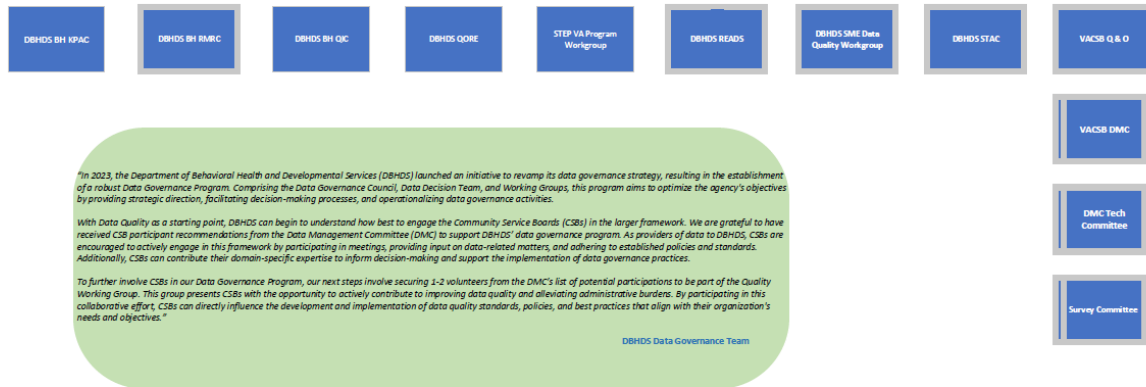 DBHDS BH KPAC
DBHDS BH RMRC
DBHDS BH QIC
DBHDS QORE
STEP VA Program
Workgroup
DBHDS READS
DBHDS SME Data
Quality Workgroup
DBHDS STAC
VACSB Q & O
VACSB DMC
DMC Tech
Committee
Survey Committee
"In 2023, the Department of Behavioral Health and Developmental Services (DBHDS) launched an initiative to revamp its data governance strategy, resulting in the establishment
of a robust Data Governance Program. Comprising the Data Governance Council, Data Decision Team, and Working Groups, this program aims to optimize the agency's objectives
by providing strategic direction, facilitating decision-making processes, and operationalizing data governance activities.
With Data Quality as a starting point, DBHDS can begin to understand how best to engage the Community Service Boards (CSBs) in the larger framework. We are grateful to have
received CSB participant recommendations from the Data Management Committee (DMC) to support DBHDS' data governance program. As providers of data to DBHDS, CSBs are
encouraged to actively engage in this framework by participating in meetings, providing input on data-related matters, and adhering to established policies and standards.
Additionally, CSBs can contribute their domain-specific expertise to inform decision-making and support the implementation of data governance practices.
To further involve CSBs in our Data Governance Program, our next steps involve securing 1-2 volunteers from the DMC's list of potential participations to be part of the Quality
Working Group. This group presents CSBs with the opportunity to actively contribute to improving data quality and alleviating administrative burdens. By participating in this
collaborative effort, CSBs can directly influence the development and implementation of data quality standards, policies, and best practices that align with their organization's
needs and objectives."
DBHDS Data Governance Team